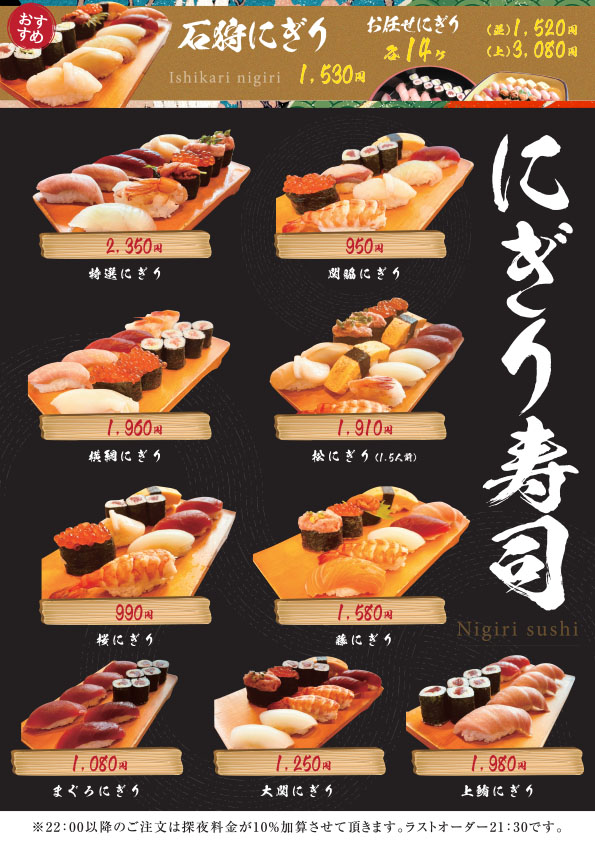 おすすめ
石狩にぎり
Ishikari nigiri
1,530円
お任せにぎり
各14ヶ
(並)1,520円
(上)3,080円
にぎり寿司
Nigiri sushi
2,350円
特選にぎり
950円
関脇にぎり
1,960円
横綱にぎり
1,910円
松にぎり(1.5人前)
990円
桜にぎり
1,580円
藤にぎり
1,080円
まぐろにぎり
1,250円
大関にぎり
1,980円
上鮪にぎり
※22:00以降のご注文は深夜料金が10%加算させて頂きます。ラストオーダー21:30です。